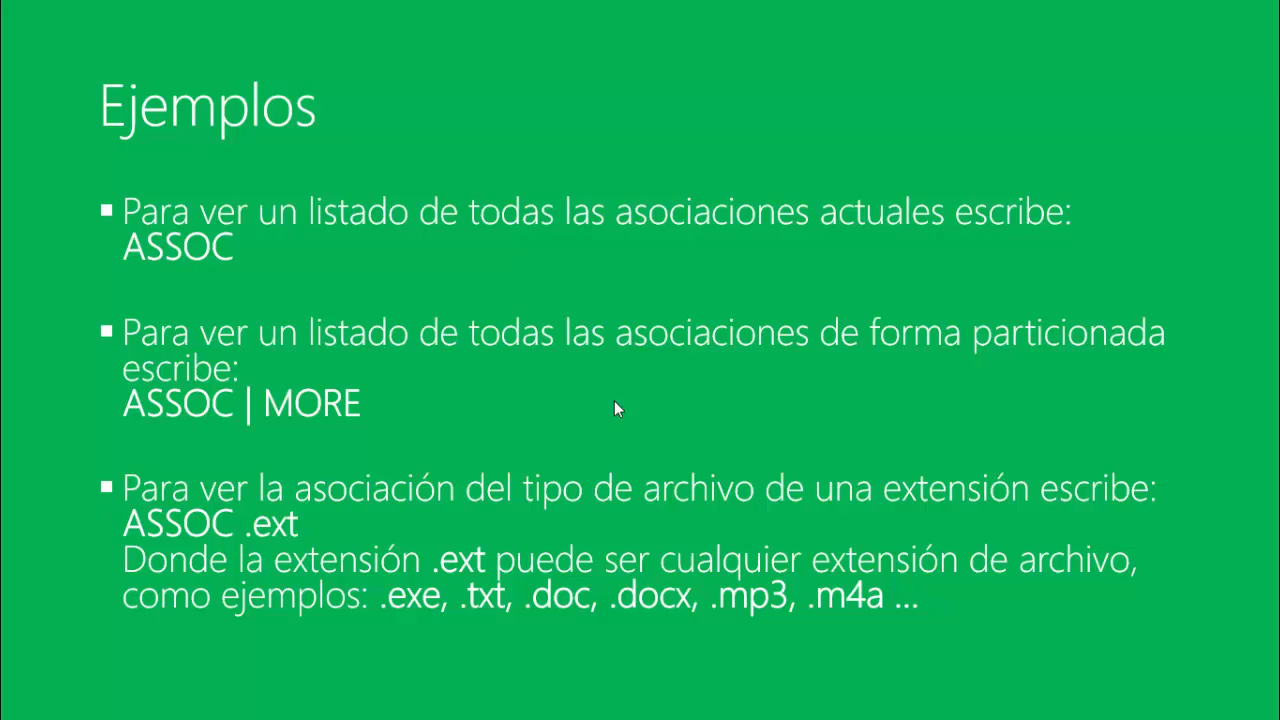 Ejemplos
▪ Para ver un listado de todas las asociaciones actuales escribe:
ASSOC
▪ Para ver un listado de todas las asociaciones de forma particionada
escribe:
ASSOC | MORE
▪ Para ver la asociación del tipo de archivo de una extensión escribe:
ASSOC .ext
Donde la extensión .ext puede ser cualquier extensión de archivo,
como ejemplos: .exe, .txt, .doc, .docx, .mp3, .m4a ...